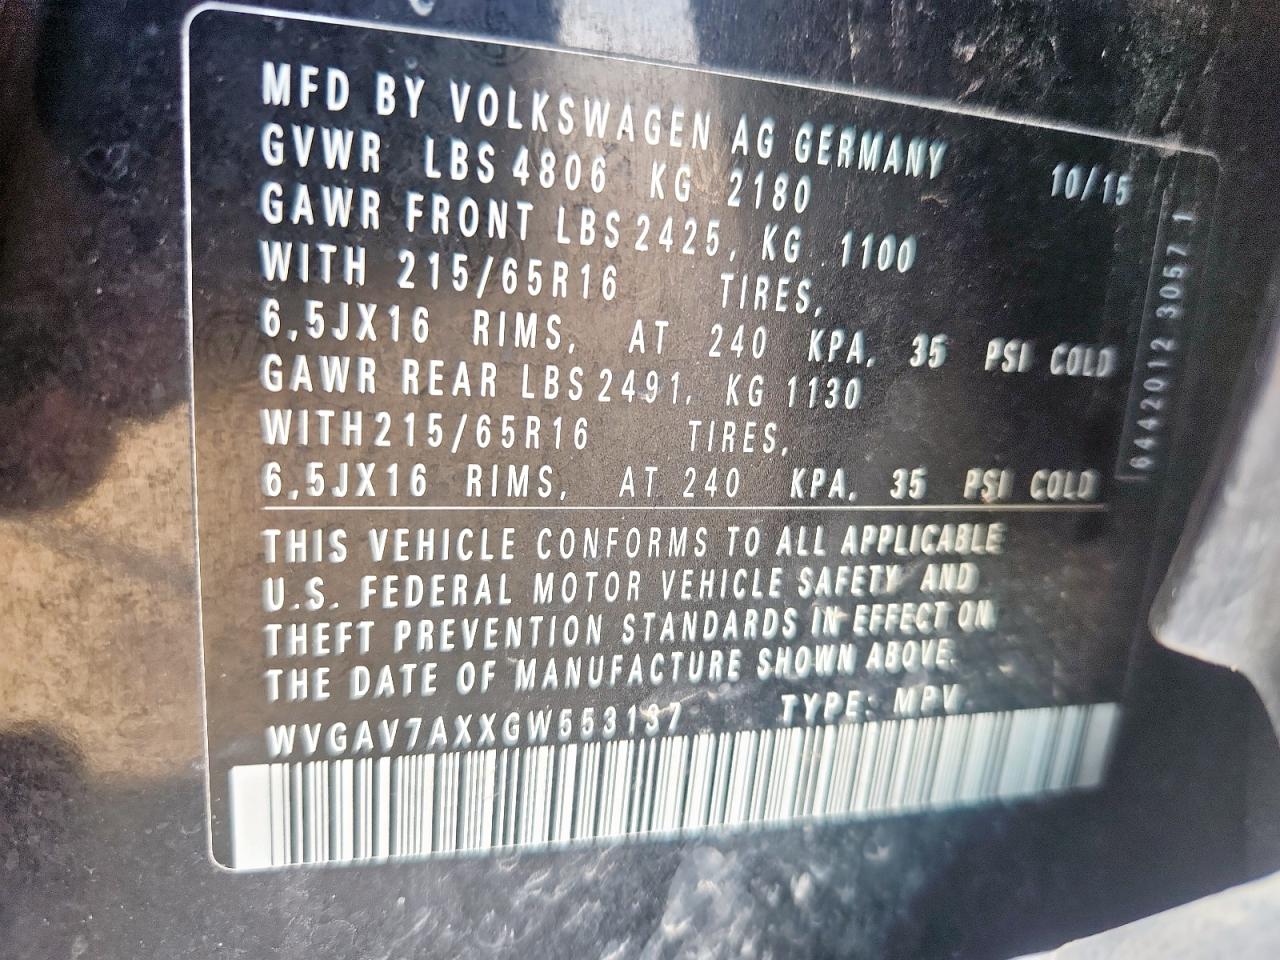 MFD BY VOLKSWAGEN AG GERMANY
GVWR LBS 4806 KG 2180 10/15
GAWR FRONT LBS 2425, KG 1100
WITH 215/65R16 TIRES,
6,5JX16 RIMS, AT 240 KPA, 35 PSI COLD
GAWR REAR LBS 2491, KG 1130
WITH 215/65R16 TIRES,
6,5JX16 RIMS, AT 240 KPA, 35 PSI COLD
THIS VEHICLE CONFORMS TO ALL APPLICABLE
U.S. FEDERAL MOTOR VEHICLE SAFETY AND
THEFT PREVENTION STANDARDS IN EFFECT ON
THE DATE OF MANUFACTURE SHOWN ABOVE.
WVGAV7AXXGW553137 TYPE: MPV
6442012 3057 1